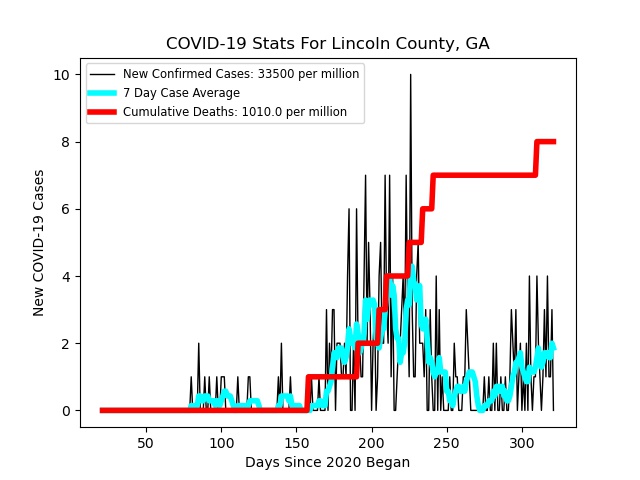 COVID-19 Stats For Lincoln County, GA
New Confirmed Cases: 33500 per million
7 Day Case Average
Cumulative Deaths: 1010.0 per million
New COVID-19 Cases
10
8
6
4
2
0
50 100 150 200 250 300
Days Since 2020 Began